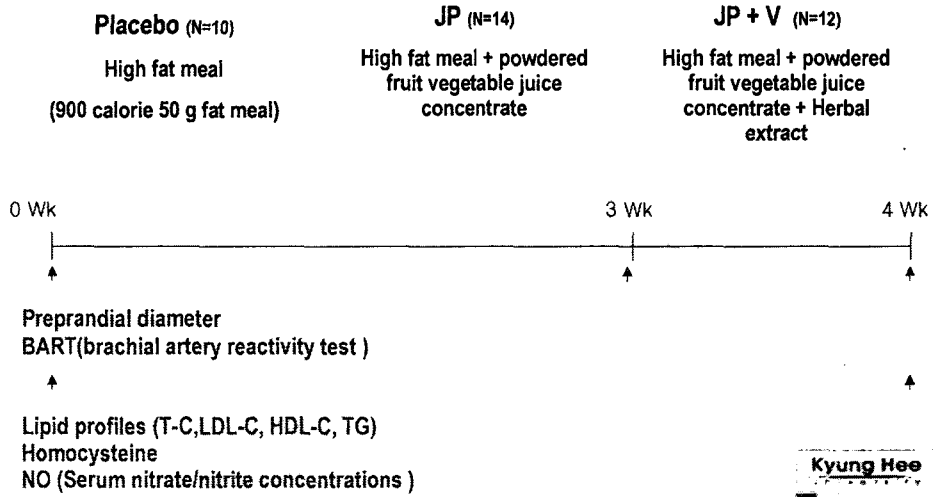 Placebo (N=10)
High fat meal
(900 calorie 50 g fat meal)
JP (N=14)
High fat meal + powdered
fruit vegetable juice
concentrate
JP + V (N=12)
High fat meal + powdered
fruit vegetable juice
concentrate + Herbal
extract
0 Wk
3 Wk
4 Wk
Preprandial diameter
BART(brachial artery reactivity test )
Lipid profiles (T-C,LDL-C, HDL-C, TG)
Homocysteine
NO (Serum nitrate/nitrite concentrations )
Kyung Hee